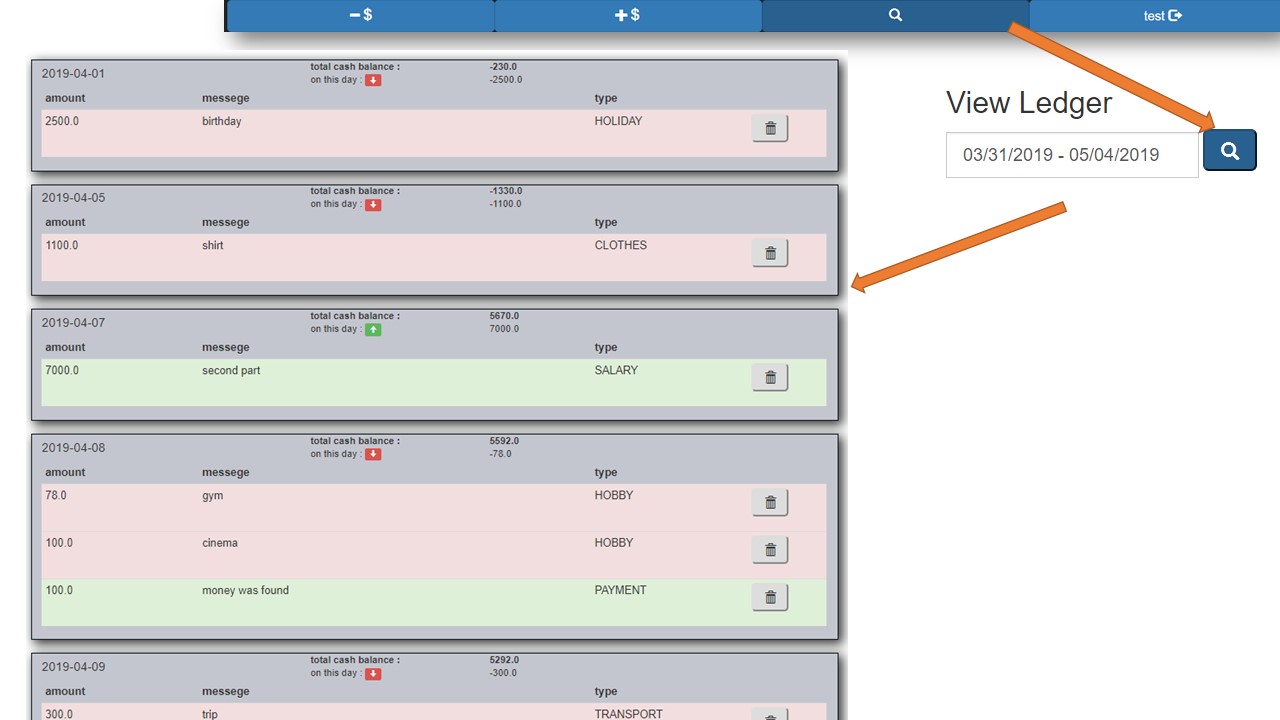 − $
+ $
test
View Ledger
03/31/2019 - 05/04/2019
2019-04-01 total cash balance : -230.0
on this day : -2500.0
amount messege type
2500.0 birthday HOLIDAY
2019-04-05 total cash balance : -1330.0
on this day : -1100.0
amount messege type
1100.0 shirt CLOTHES
2019-04-07 total cash balance : 5670.0
on this day : 7000.0
amount messege type
7000.0 second part SALARY
2019-04-08 total cash balance : 5592.0
on this day : -78.0
amount messege type
78.0 gym HOBBY
100.0 cinema HOBBY
100.0 money was found PAYMENT
2019-04-09 total cash balance : 5292.0
on this day : -300.0
amount messege type
300.0 trip TRANSPORT